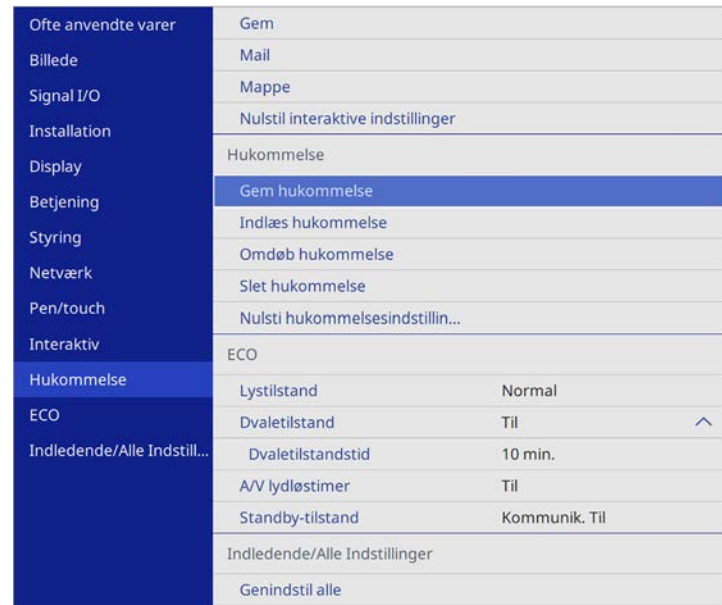 Ofte anvendte varer
Billede
Signal I/O
Installation
Display
Betjening
Styring
Netværk
Pen/touch
Interaktiv
Hukommelse
ECO
Indledende/Alle Indstill...
Gem
Mail
Mappe
Nulstil interaktive indstillinger
Hukommelse
Gem hukommelse
Indlæs hukommelse
Omdøb hukommelse
Slet hukommelse
Nulsti hukommelsesindstillin...
ECO
Lystilstand Normal
Dvaletilstand Til
Dvaletilstandstid 10 min.
A/V lydløstimer Til
Standby-tilstand Kommunik. Til
Indledende/Alle Indstillinger
Genindstil alle